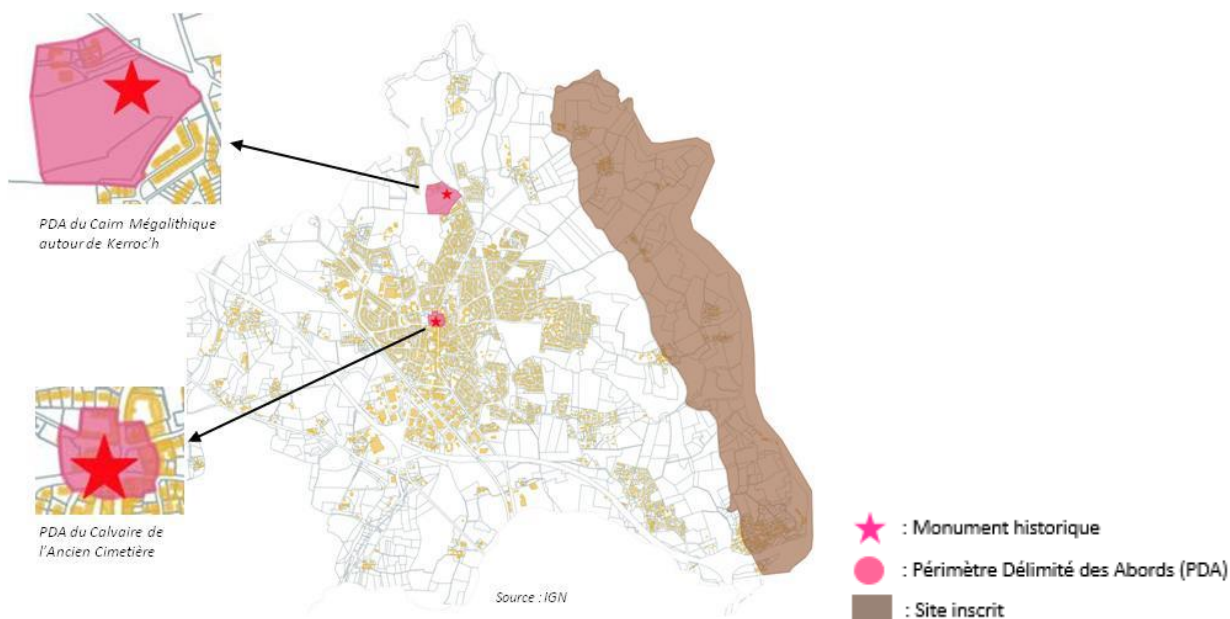 PDA du Cairn Mégalithique
autour de Kerroc'h
PDA du Calvaire de
l'Ancien Cimetière
Source : IGN
: Monument historique
: Périmètre Délimité des Abords (PDA)
: Site inscrit